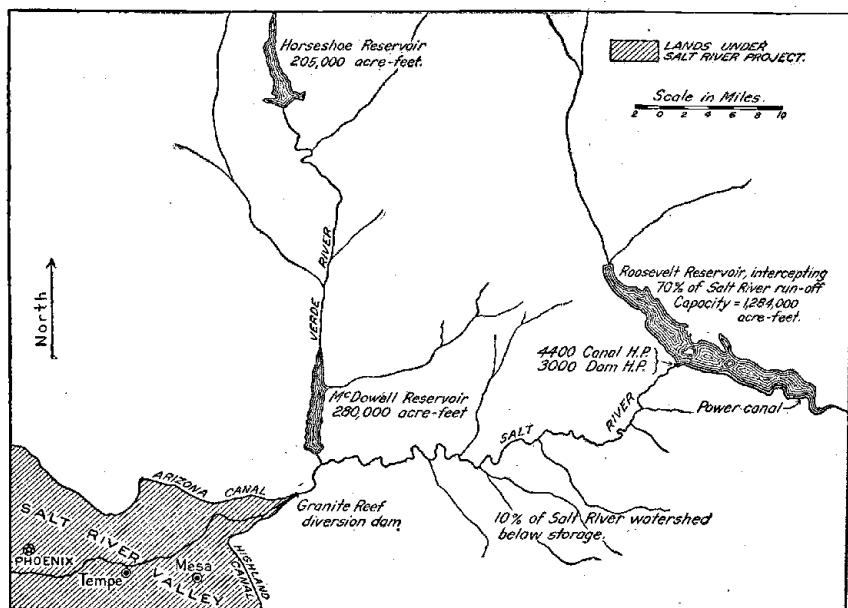 Horseshoe Reservoir
205,000 acre-feet.
LANDS UNDER
SALT RIVER PROJECT.
Scale in Miles.
2 0 2 4 6 8 10
North
VERDE RIVER
Roosevelt Reservoir, intercepting
70% of Salt River run-off
Capacity = 1,284,000
acre-feet.
4400 Canal H.P.
3000 Dam H.P.
McDowell Reservoir
280,000 acre-feet
Power canal
SALT RIVER
ARIZONA CANAL
Granite Reef
diversion dam
10% of Salt River watershed
below storage.
SALT RIVER VALLEY
PHOENIX
Tempe
Mesa
HIGHLAND
CANAL